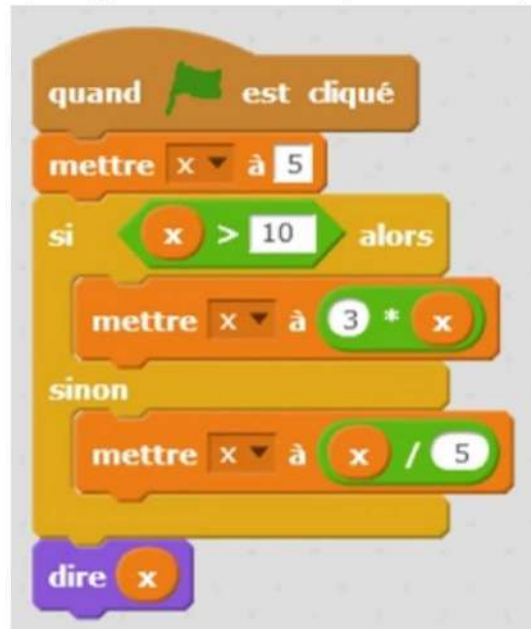 quand est cliqué
mettre x à 5
si x > 10 alors
mettre x à 3 * x
sinon
mettre x à x / 5
dire x